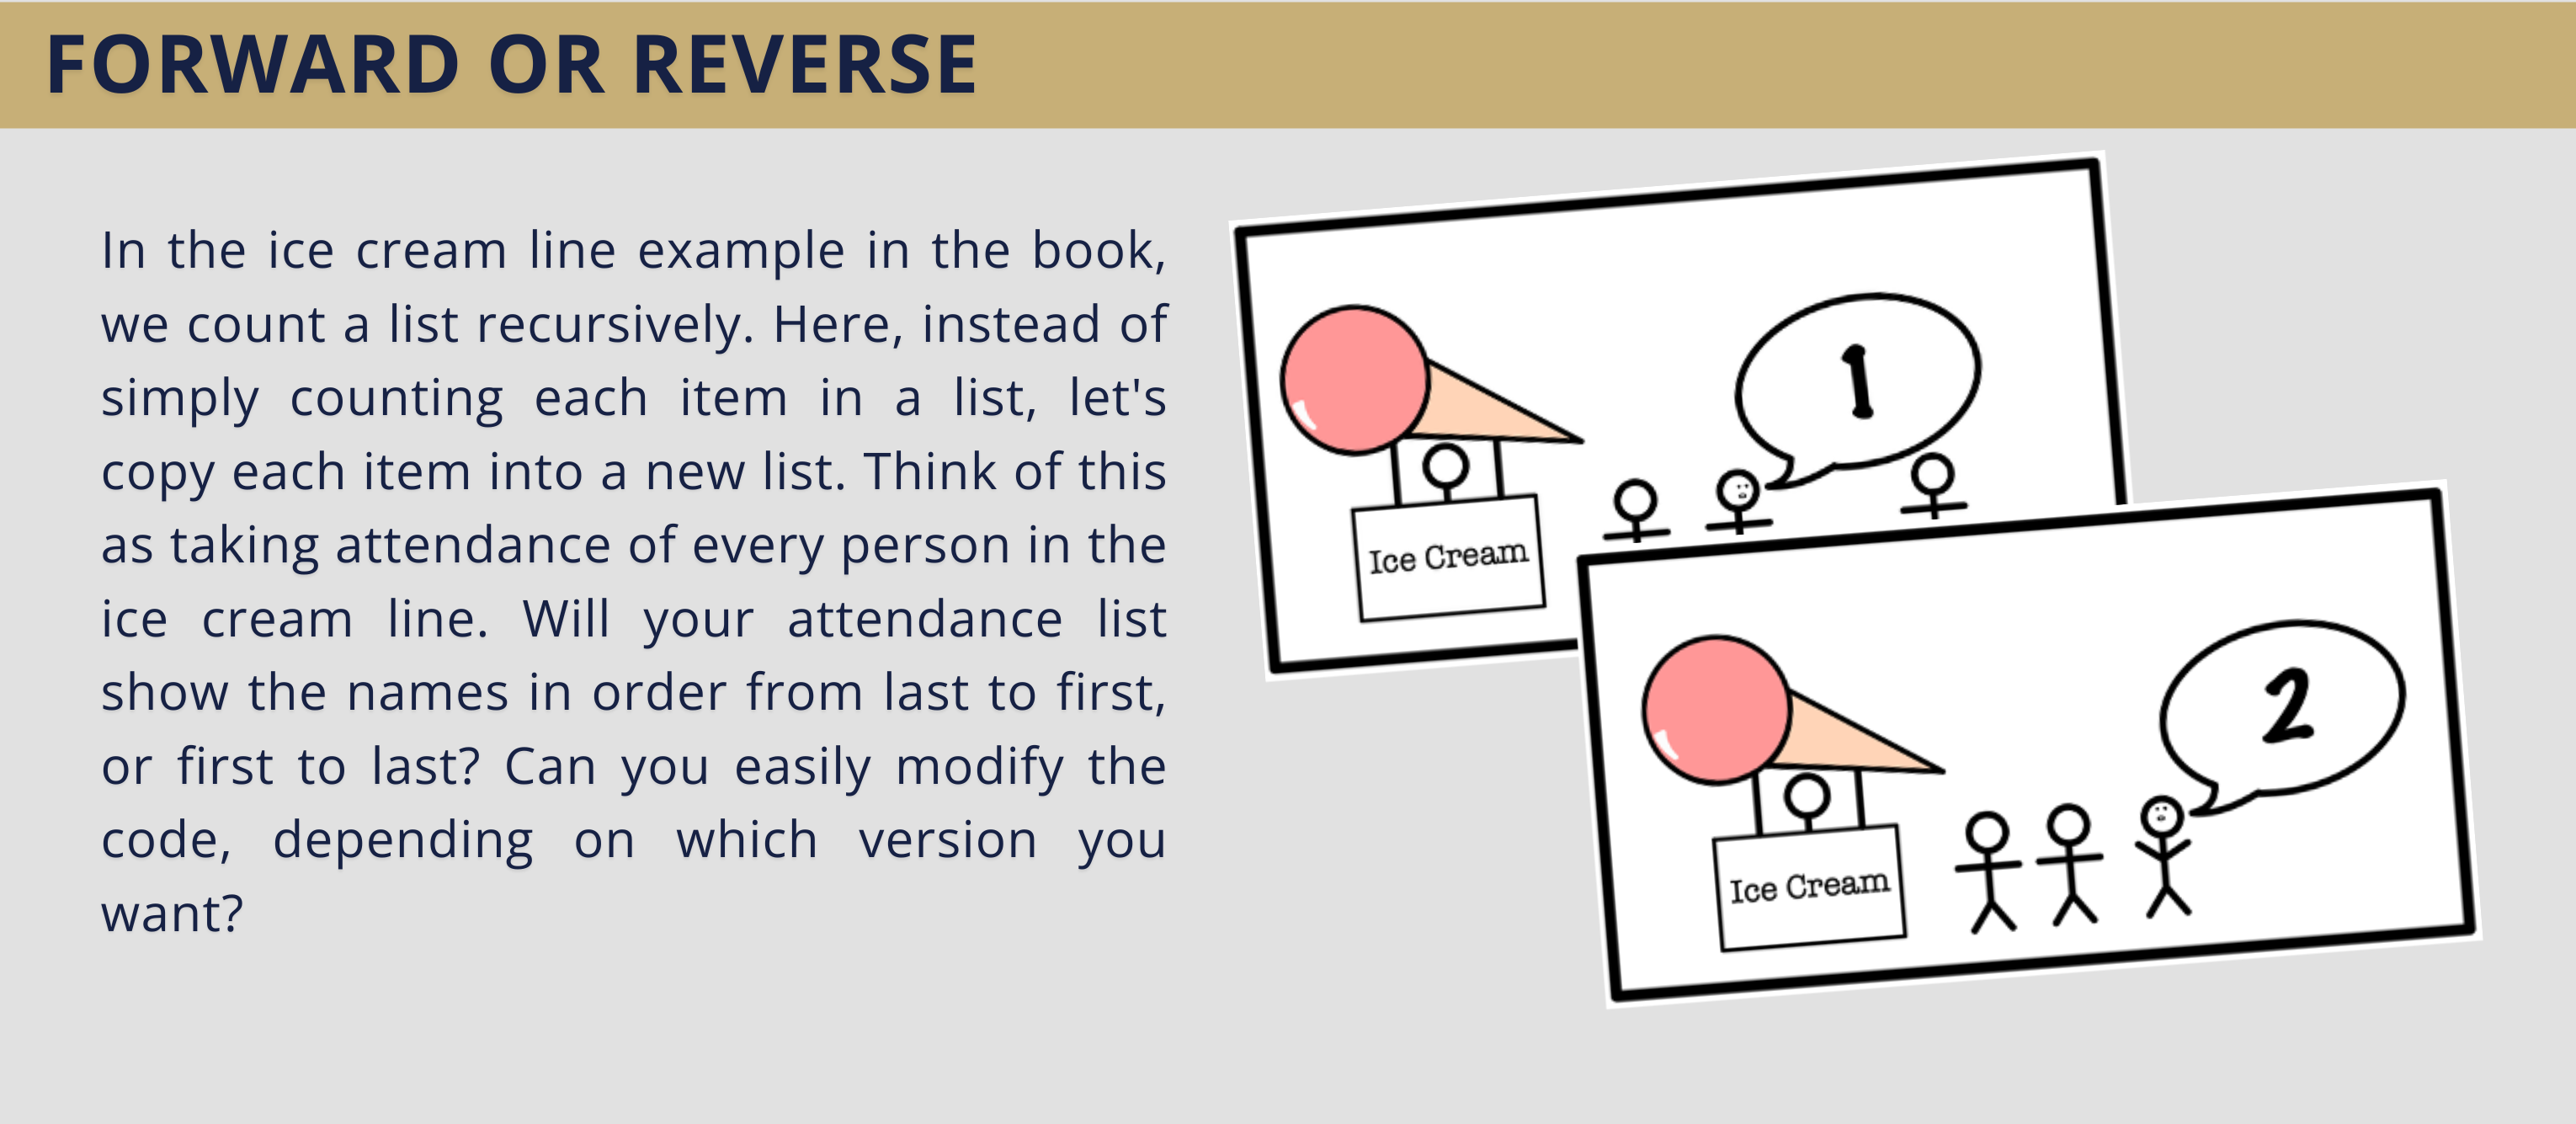 FORWARD OR REVERSE
In the ice cream line example in the book,
we count a list recursively. Here, instead of
simply counting each item in a list, let's
copy each item into a new list. Think of this
as taking attendance of every person in the
ice cream line. Will your attendance list
show the names in order from last to first,
or first to last? Can you easily modify the
code, depending on which version you
want?
1
Ice Cream
2
Ice Cream